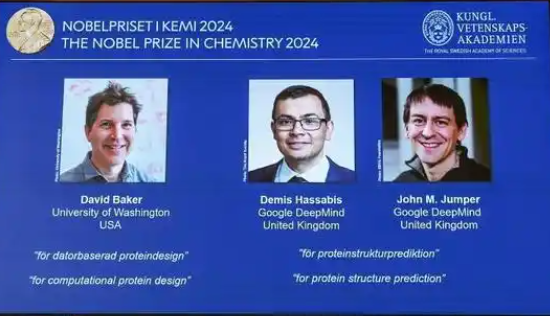 NOBELPRISET I KEMI 2024
THE NOBEL PRIZE IN CHEMISTRY 2024
KUNGL.
VETENSKAPS-
AKADEMIEN
THE ROYAL SWEDISH ACADEMY OF SCIENCES
David Baker
University of Washington
USA
Demis Hassabis
Google DeepMind
United Kingdom
John M. Jumper
Google DeepMind
United Kingdom
"för datorbaserad proteindesign"
"for computational protein design"
"för proteinstrukturprediktion"
"for protein structure prediction"